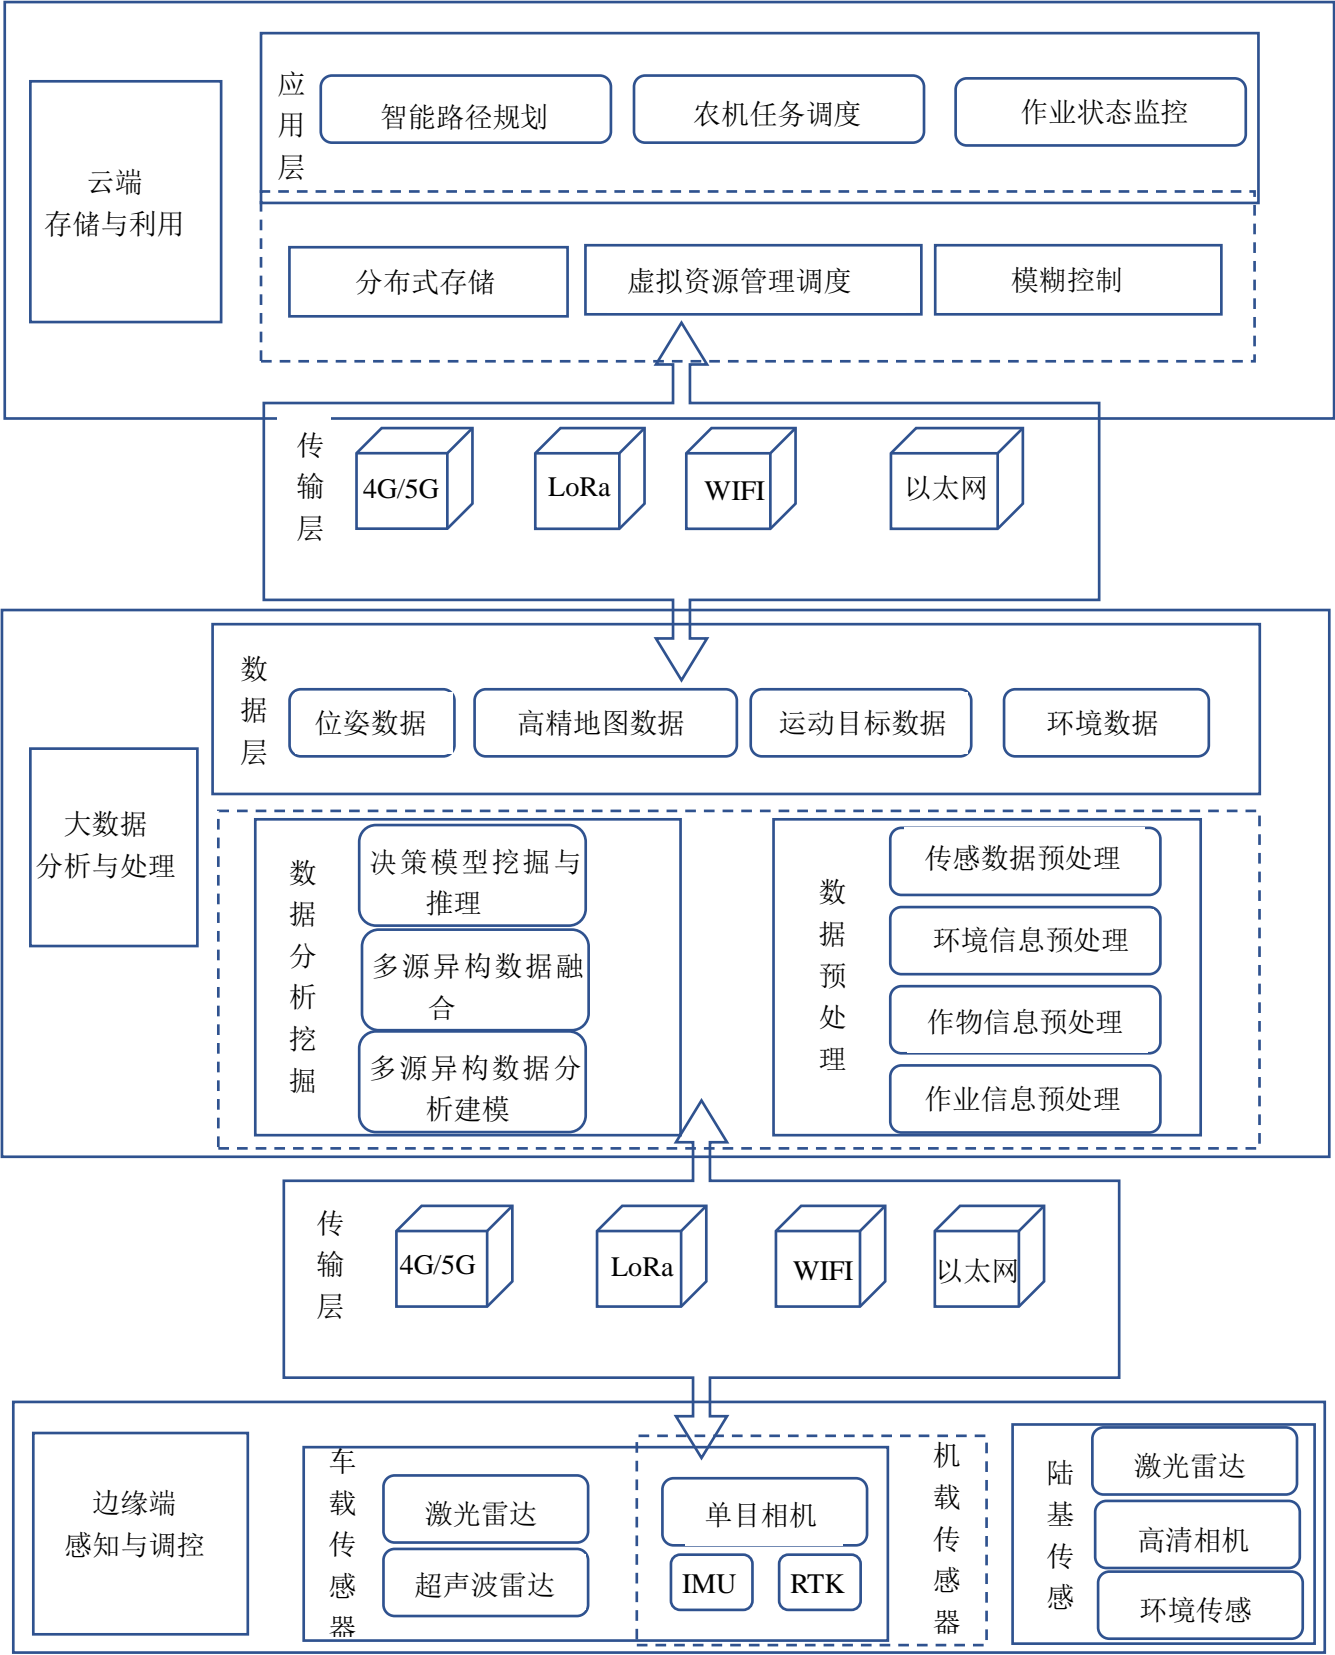 云端
存储与利用
应用层
智能路径规划
农机任务调度
作业状态监控
分布式存储
虚拟资源管理调度
模糊控制
传输层
4G/5G
LoRa
WIFI
以太网
大数据
分析与处理
数据层
位姿数据
高精地图数据
运动目标数据
环境数据
数据分析挖掘
决策模型挖掘与
推理
多源异构数据融
合
多源异构数据分
析建模
数据预处理
传感数据预处理
环境信息预处理
作物信息预处理
作业信息预处理
传输层
4G/5G
LoRa
WIFI
以太网
边缘端
感知与调控
车载传感器
激光雷达
超声波雷达
单目相机
IMU
RTK
机载传感器
陆基传感
激光雷达
高清相机
环境传感